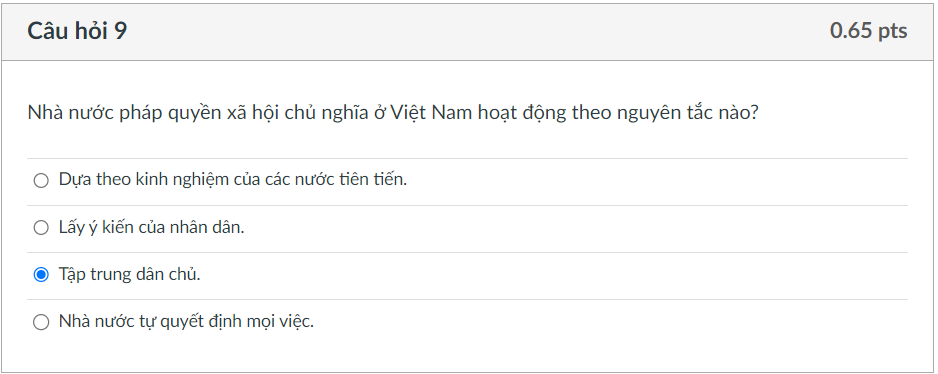 Câu hỏi 9
0.65 pts
Nhà nước pháp quyền xã hội chủ nghĩa ở Việt Nam hoạt động theo nguyên tắc nào?
Dựa theo kinh nghiệm của các nước tiên tiến.
Lấy ý kiến của nhân dân.
Tập trung dân chủ.
Nhà nước tự quyết định mọi việc.